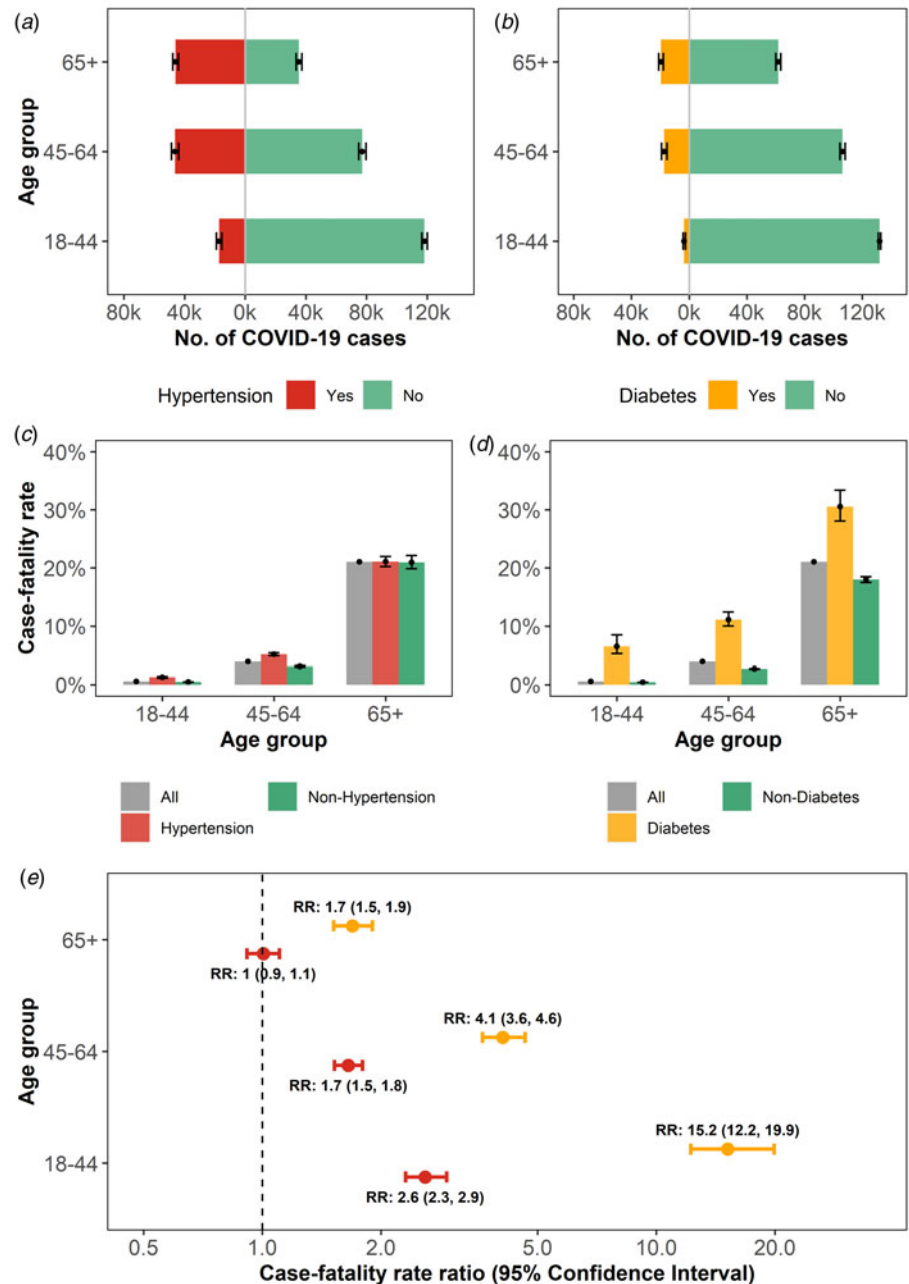 (a)
Age group
65+
45-64
18-44
80k 40k 0k 40k 80k 120k
No. of COVID-19 cases
Hypertension Yes No
(b)
65+
45-64
18-44
80k 40k 0k 40k 80k 120k
No. of COVID-19 cases
Diabetes Yes No
(c)
Case-fatality rate
40%
30%
20%
10%
0%
18-44 45-64 65+
Age group
All Non-Hypertension
Hypertension
(d)
40%
30%
20%
10%
0%
18-44 45-64 65+
Age group
All Non-Diabetes
Diabetes
(e)
Age group
RR: 1.7 (1.5, 1.9)
65+
RR: 1 (0.9, 1.1)
RR: 4.1 (3.6, 4.6)
45-64
RR: 1.7 (1.5, 1.8)
RR: 15.2 (12.2, 19.9)
18-44
RR: 2.6 (2.3, 2.9)
0.5 1.0 2.0 5.0 10.0 20.0
Case-fatality rate ratio (95% Confidence Interval)